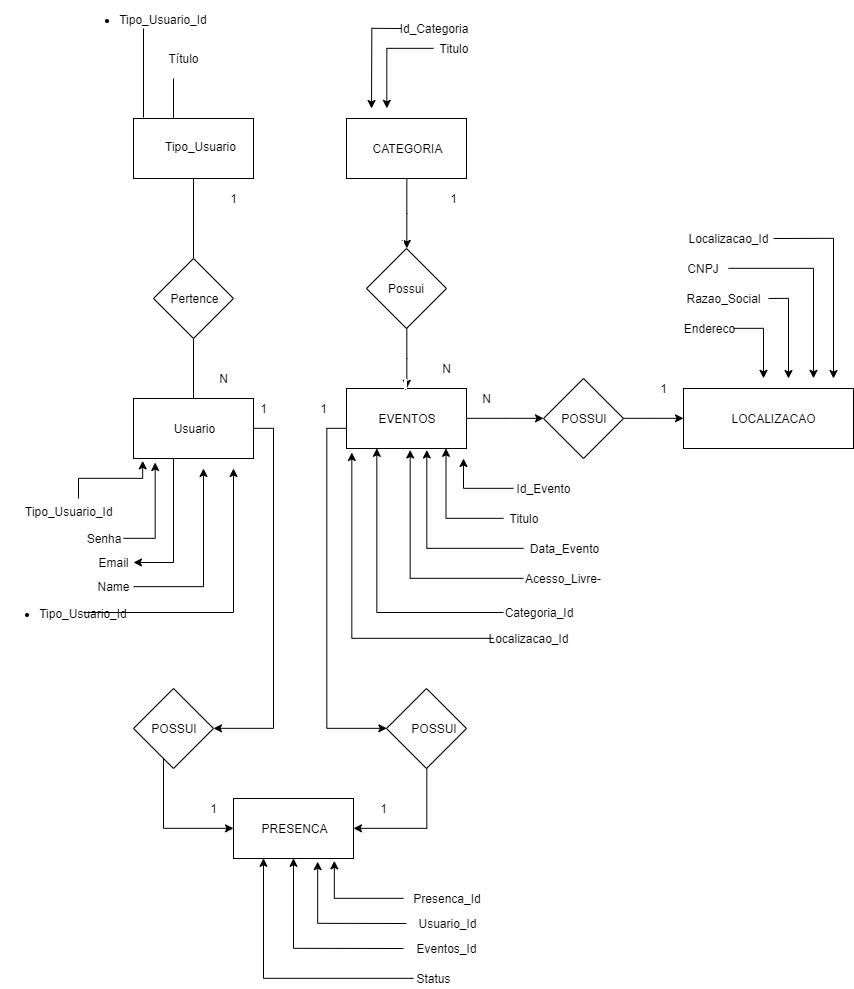 Tipo_Usuario_Id
Título
Tipo_Usuario
1
Pertence
N
Usuario
1
Tipo_Usuario_Id
Senha
Email
Name
Tipo_Usuario_Id
Id_Categoria
Titulo
CATEGORIA
1
Possui
N
1
EVENTOS
N
POSSUI
1
LOCALIZACAO
Localizacao_Id
CNPJ
Razao_Social
Endereco
Id_Evento
Titulo
Data_Evento
Acesso_Livre-
Categoria_Id
Localizacao_Id
POSSUI
POSSUI
1
1
PRESENCA
Presenca_Id
Usuario_Id
Eventos_Id
Status